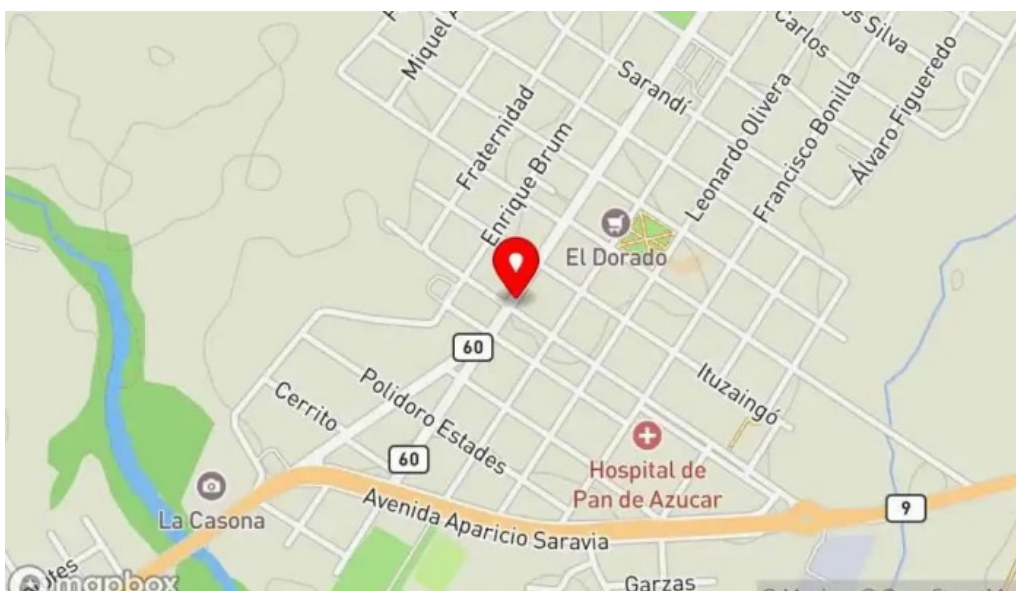 Miguel
Carlos
os Silva
Sarandí
Fraternidad
Enrique Brum
Leonardo Olivera
Francisco Bonilla
Álvaro Figueredo
El Dorado
60
Ituzaingó
Cerrito
Polidoro Estades
60
Hospital de
Pan de Azucar
La Casona
Avenida Aparicio Saravia
9
Garzas
mapbox